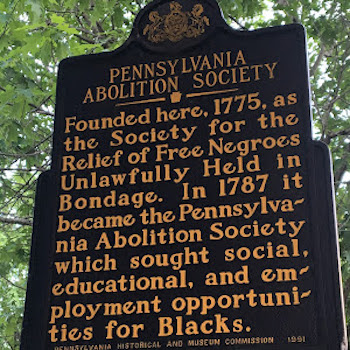 PENNSYLVANIA
ABOLITION SOCIETY
Founded here, 1775, as
the Society for the
Relief of Free Negroes
Unlawfully Held in
Bondage. In 1787 it
became the Pennsylva-
nia Abolition Society
which sought social,
educational, and em-
ployment opportuni-
ties for Blacks.
PENNSYLVANIA HISTORICAL AND MUSEUM COMMISSION 1991